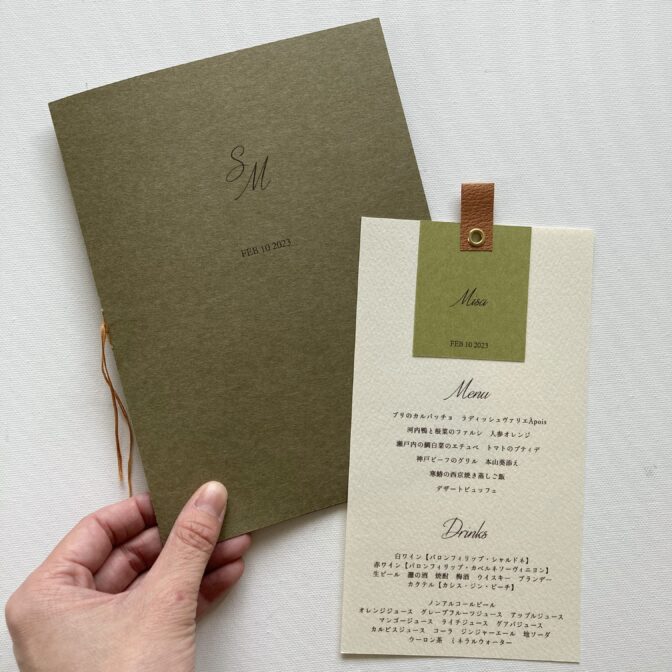 S
M
FEB 10 2023
Misa
FEB 10 2023
Menu
ブリのカルパッチョ　ラディッシュヴァリエÀpois
河内鴨と根菜のファルシ　人参オレンジ
瀬戸内の鯛白菜のエチュベ　トマトのプティデ
神戸ビーフのグリル　本山葵添え
寒鰆の西京焼き蒸しご飯
デザートビュッフェ
Drinks
白ワイン【バロンフィリップ・シャルドネ】
赤ワイン【バロンフィリップ・カベルネソーヴィニヨン】
生ビール　灘の酒　焼酎　梅酒　ウイスキー　ブランデー
カクテル【カシス・ジン・ピーチ】
ノンアルコールビール
オレンジジュース　グレープフルーツジュース　アップルジュース
マンゴージュース　ライチジュース　グアバジュース
カルピスジュース　コーラ　ジンジャーエール　地ソーダ
ウーロン茶　ミネラルウォーター